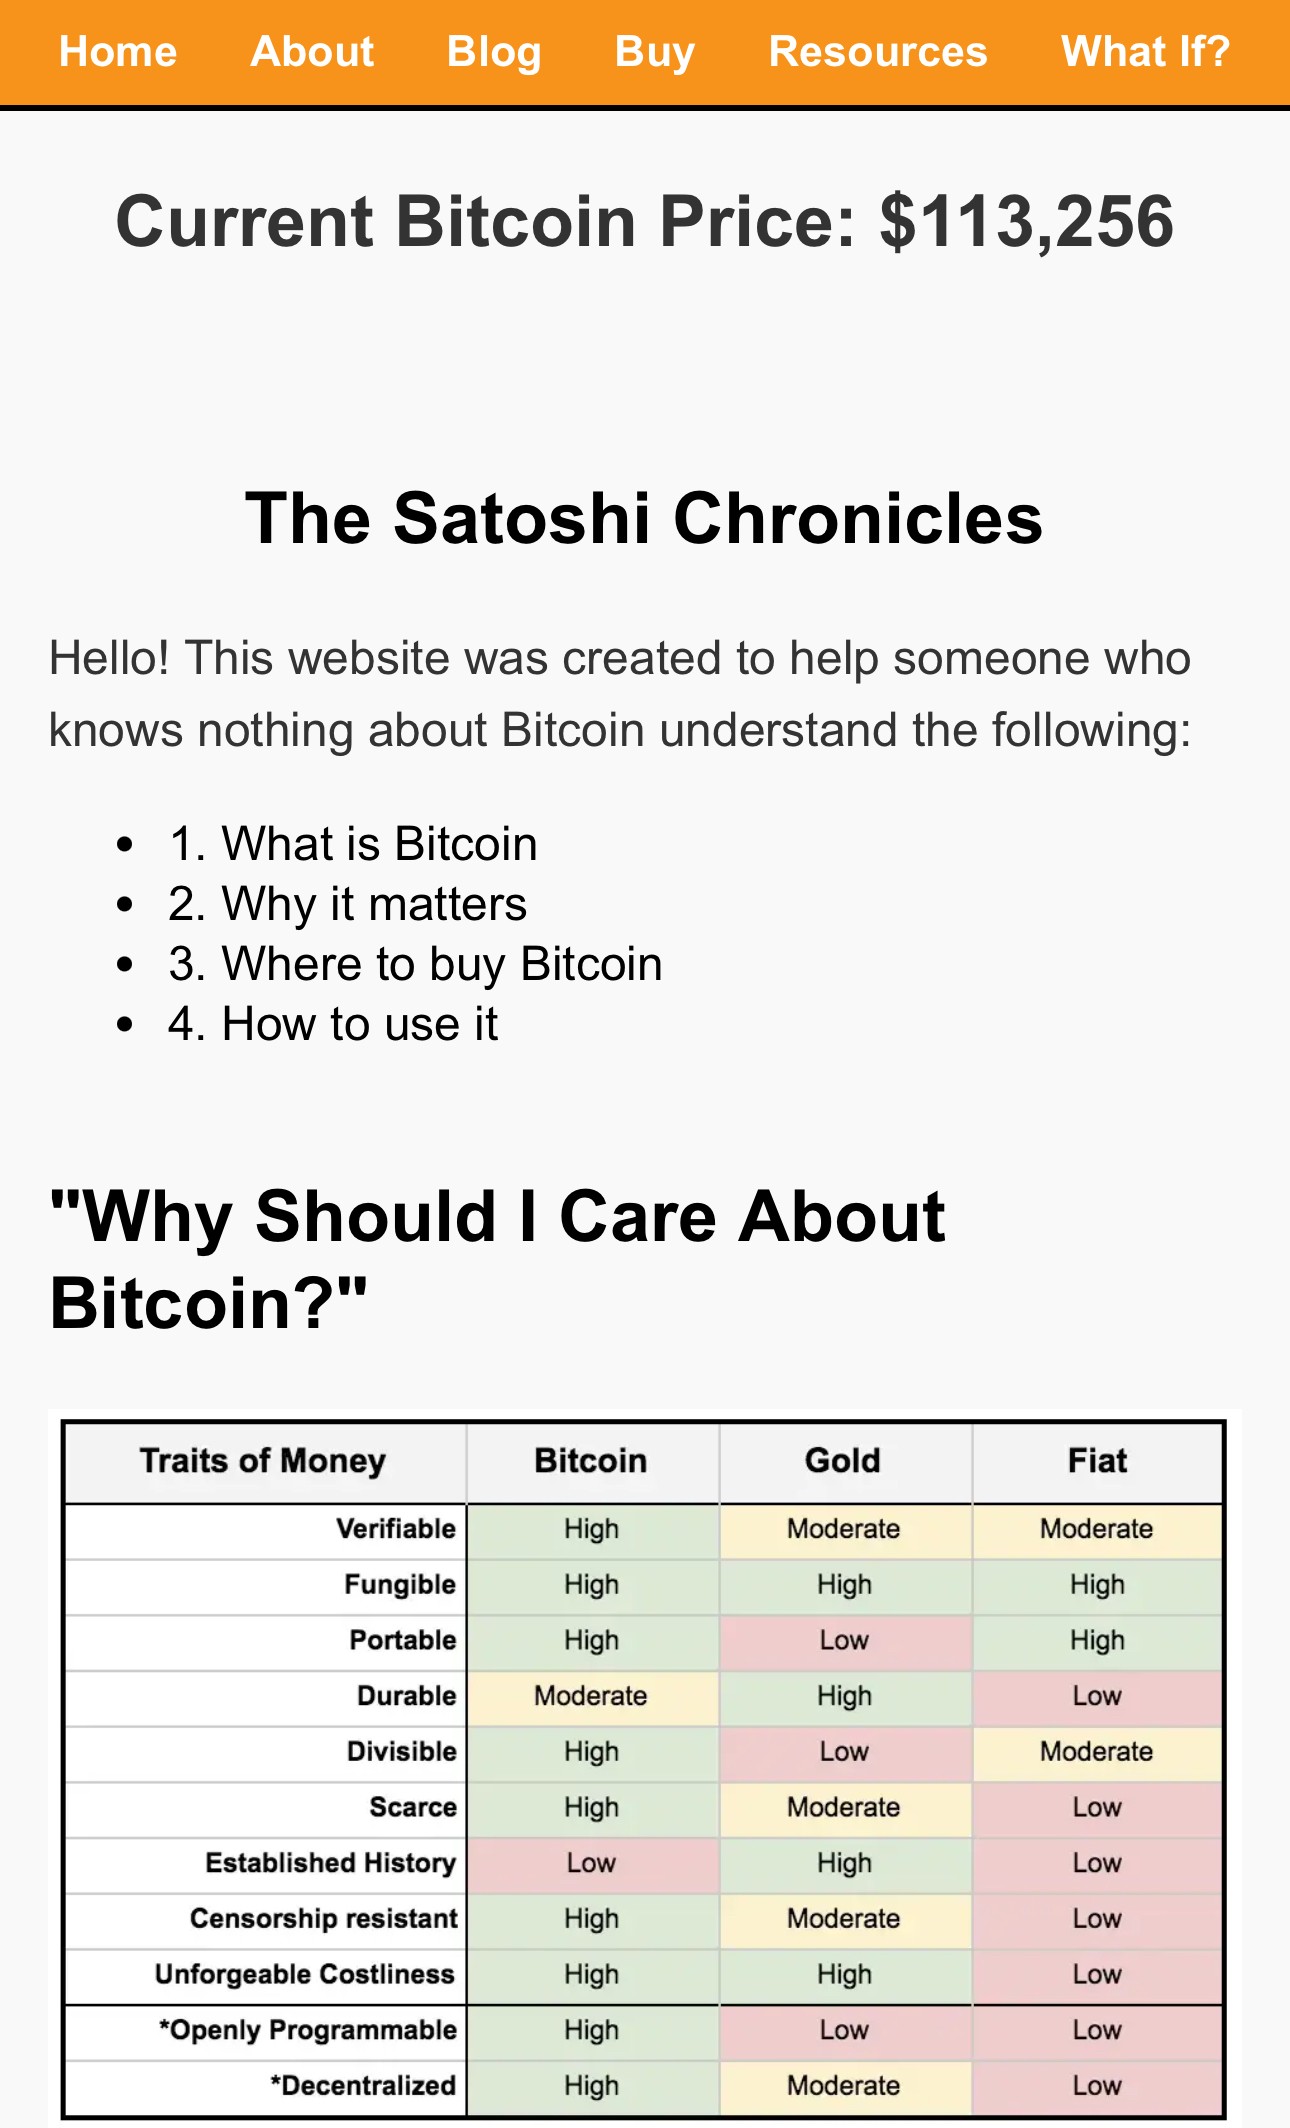 Home About Blog Buy Resources What If?
Current Bitcoin Price: $113,256
The Satoshi Chronicles
Hello! This website was created to help someone who
knows nothing about Bitcoin understand the following:
• 1. What is Bitcoin
• 2. Why it matters
• 3. Where to buy Bitcoin
• 4. How to use it
"Why Should I Care About
Bitcoin?"
Traits of Money Bitcoin Gold Fiat
Verifiable High Moderate Moderate
Fungible High High High
Portable High Low High
Durable Moderate High Low
Divisible High Low Moderate
Scarce High Moderate Low
Established History Low High Low
Censorship resistant High Moderate Low
Unforgeable Costliness High High Low
*Openly Programmable High Low Low
*Decentralized High Moderate Low